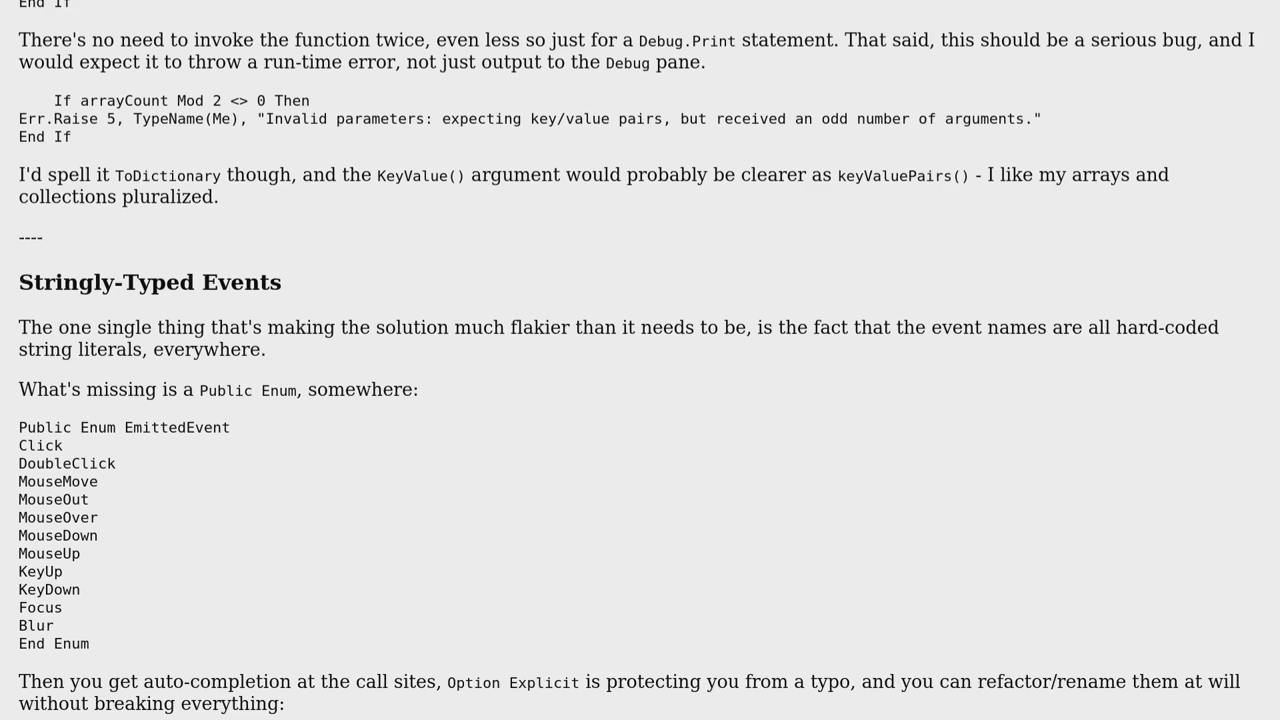 End If
There's no need to invoke the function twice, even less so just for a Debug.Print statement. That said, this should be a serious bug, and I
would expect it to throw a run-time error, not just output to the Debug pane.
If arrayCount Mod 2 <> 0 Then
Err.Raise 5, TypeName(Me), "Invalid parameters: expecting key/value pairs, but received an odd number of arguments."
End If
I'd spell it ToDictionary though, and the KeyValue() argument would probably be clearer as keyValuePairs() - I like my arrays and
collections pluralized.
----
Stringly-Typed Events
The one single thing that's making the solution much flakier than it needs to be, is the fact that the event names are all hard-coded
string literals, everywhere.
What's missing is a Public Enum, somewhere:
Public Enum EmittedEvent
Click
DoubleClick
MouseMove
MouseOut
MouseOver
MouseDown
MouseUp
KeyUp
KeyDown
Focus
Blur
End Enum
Then you get auto-completion at the call sites, Option Explicit is protecting you from a typo, and you can refactor/rename them at will
without breaking everything: